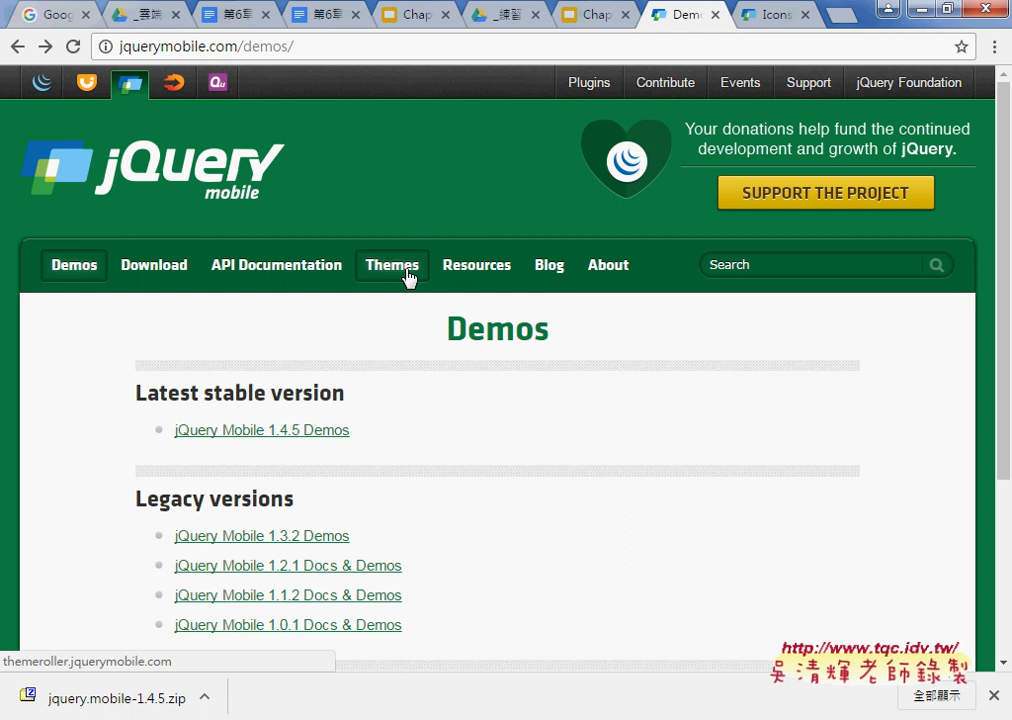 Goog
_雲端
第6章
第6章
Chap
_練習
Chap
Demo
Icons
jquerymobile.com/demos/
Qu
Plugins
Contribute
Events
Support
jQuery Foundation
jQuery
mobile
Your donations help fund the continued
development and growth of jQuery.
SUPPORT THE PROJECT
Demos
Download
API Documentation
Themes
Resources
Blog
About
Search
Demos
Latest stable version
jQuery Mobile 1.4.5 Demos
Legacy versions
jQuery Mobile 1.3.2 Demos
jQuery Mobile 1.2.1 Docs & Demos
jQuery Mobile 1.1.2 Docs & Demos
jQuery Mobile 1.0.1 Docs & Demos
themeroller.jquerymobile.com
http://www.tqc.idv.tw/
吳清輝老師錄製
jquery.mobile-1.4.5.zip
全部顯示